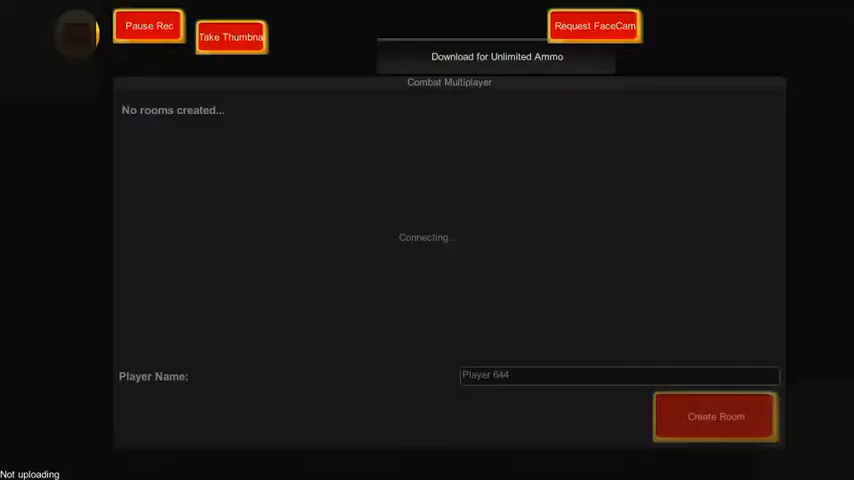 Pause Rec
Take Thumbna
Request FaceCam
Download for Unlimited Ammo
Combat Multiplayer
No rooms created...
Connecting...
Player Name:
Player 644
Create Room
Not uploading